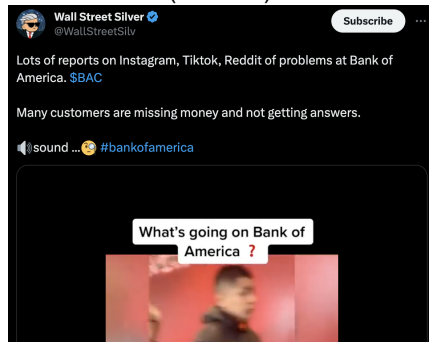 Wall Street Silver
@WallStreetSilv
Subscribe
Lots of reports on Instagram, Tiktok, Reddit of problems at Bank of
America. $BAC
Many customers are missing money and not getting answers.
🔊sound ...🧐 #bankofamerica
What's going on Bank of
America ❓